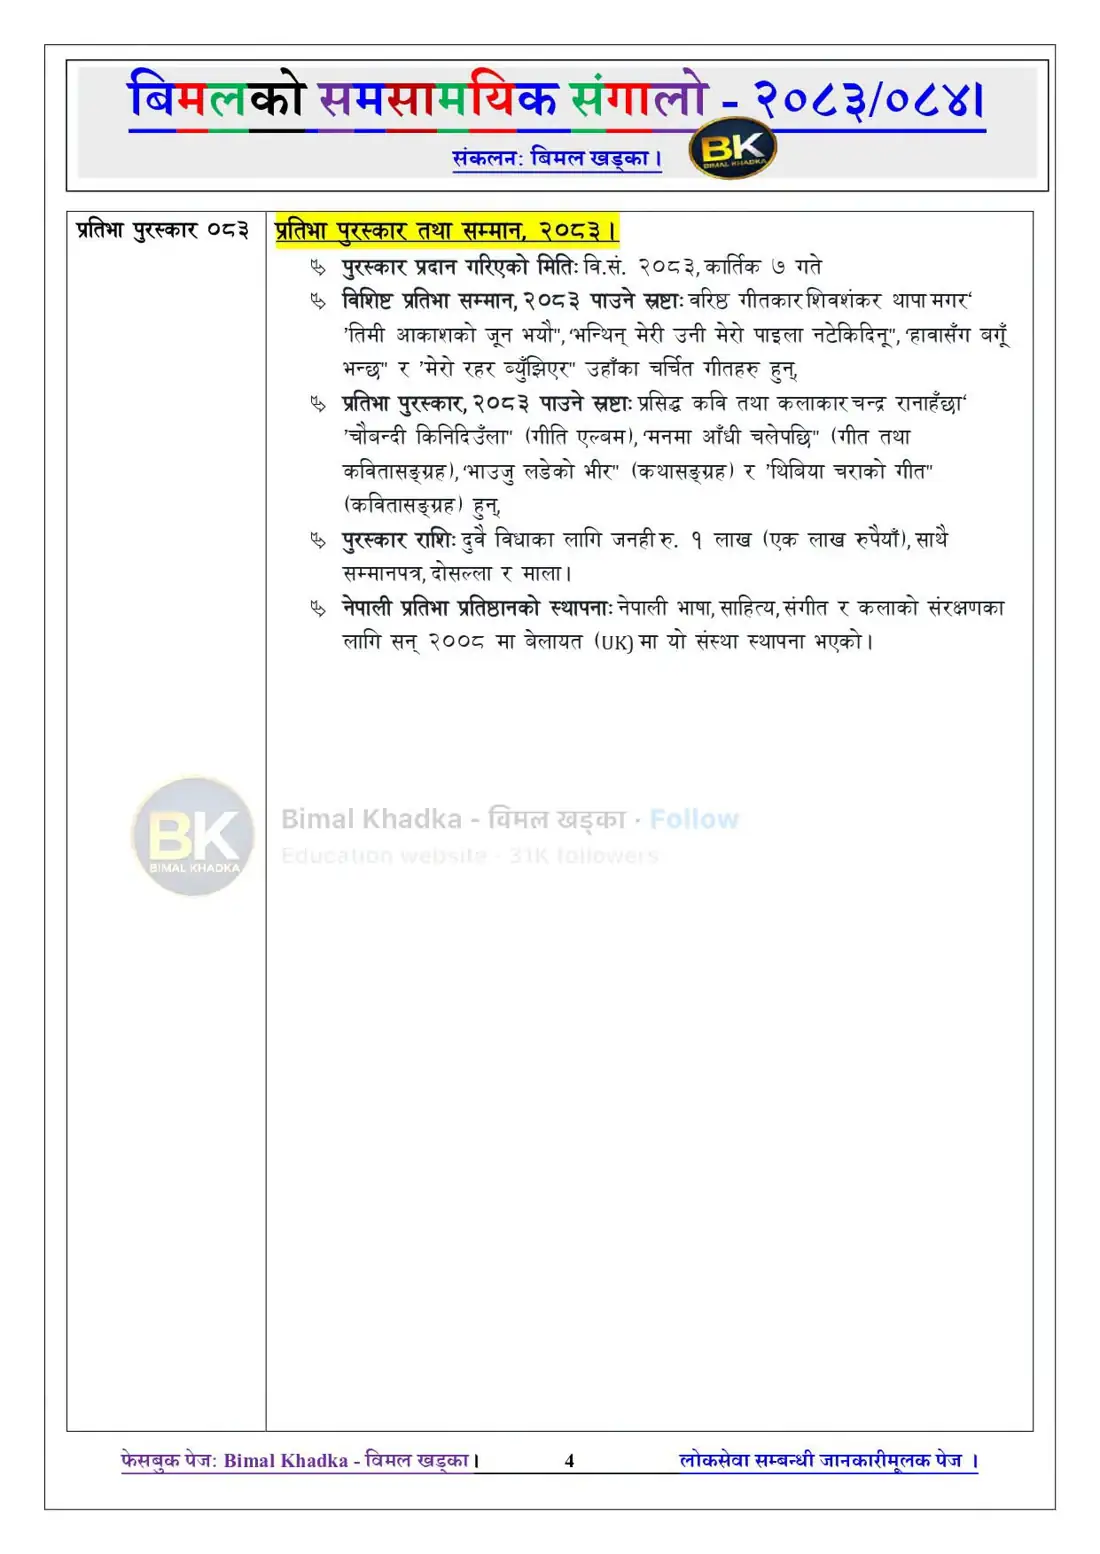 बिमलको समसामयिक संगालो - २०८३/०८४।
संकलन: बिमल खड्का।
BK
BIMAL KHADKA
प्रतिभा पुरस्कार ०८३
प्रतिभा पुरस्कार तथा सम्मान, २०८३।
पुरस्कार प्रदान गरिएको मिति: वि.सं. २०८३, कार्तिक ७ गते
विशिष्ट प्रतिभा सम्मान, २०८३ पाउने स्रष्टा: वरिष्ठ गीतकार शिवशंकर थापा मगर‘
’तिमी आकाशको जून भयौ", ‘भन्थिन् मेरी उनी मेरो पाइला नटेकिदिनू", ‘हावासँग बगूँ
भन्छ" र ’मेरो रहर ब्युँझिएर" उहाँका चर्चित गीतहरु हुन्,
प्रतिभा पुरस्कार, २०८३ पाउने स्रष्टा: प्रसिद्ध कवि तथा कलाकार चन्द्र रानाहँछा‘
’चौबन्दी किनिदिउँला" (गीति एल्बम), ‘मनमा आँधी चलेपछि" (गीत तथा
कवितासङ्ग्रह), ‘भाउजु लडेको भीर" (कथासङ्ग्रह) र ’थिबिया चराको गीत"
(कवितासङ्ग्रह) हुन्,
पुरस्कार राशि: दुवै विधाका लागि जनही रु. १ लाख (एक लाख रुपैयाँ), साथै
सम्मानपत्र, दोसल्ला र माला।
नेपाली प्रतिभा प्रतिष्ठानको स्थापना: नेपाली भाषा, साहित्य, संगीत र कलाको संरक्षणका
लागि सन् २००८ मा बेलायत (UK) मा यो संस्था स्थापना भएको।
BK
BIMAL KHADKA
Bimal Khadka - विमल खड्का · Follow
Education website · 31K followers
फेसबुक पेज: Bimal Khadka - विमल खड्का। 4 लोकसेवा सम्बन्धी जानकारीमूलक पेज ।